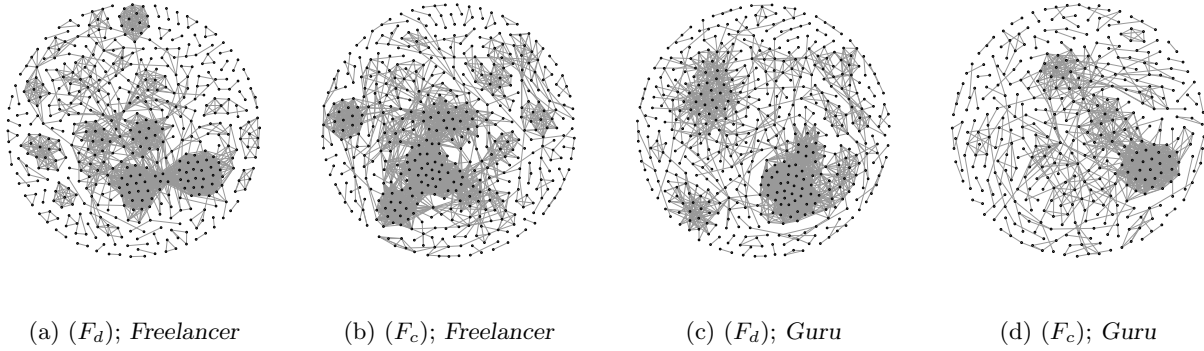 (a) (F_d); Freelancer
(b) (F_c); Freelancer
(c) (F_d); Guru
(d) (F_c); Guru